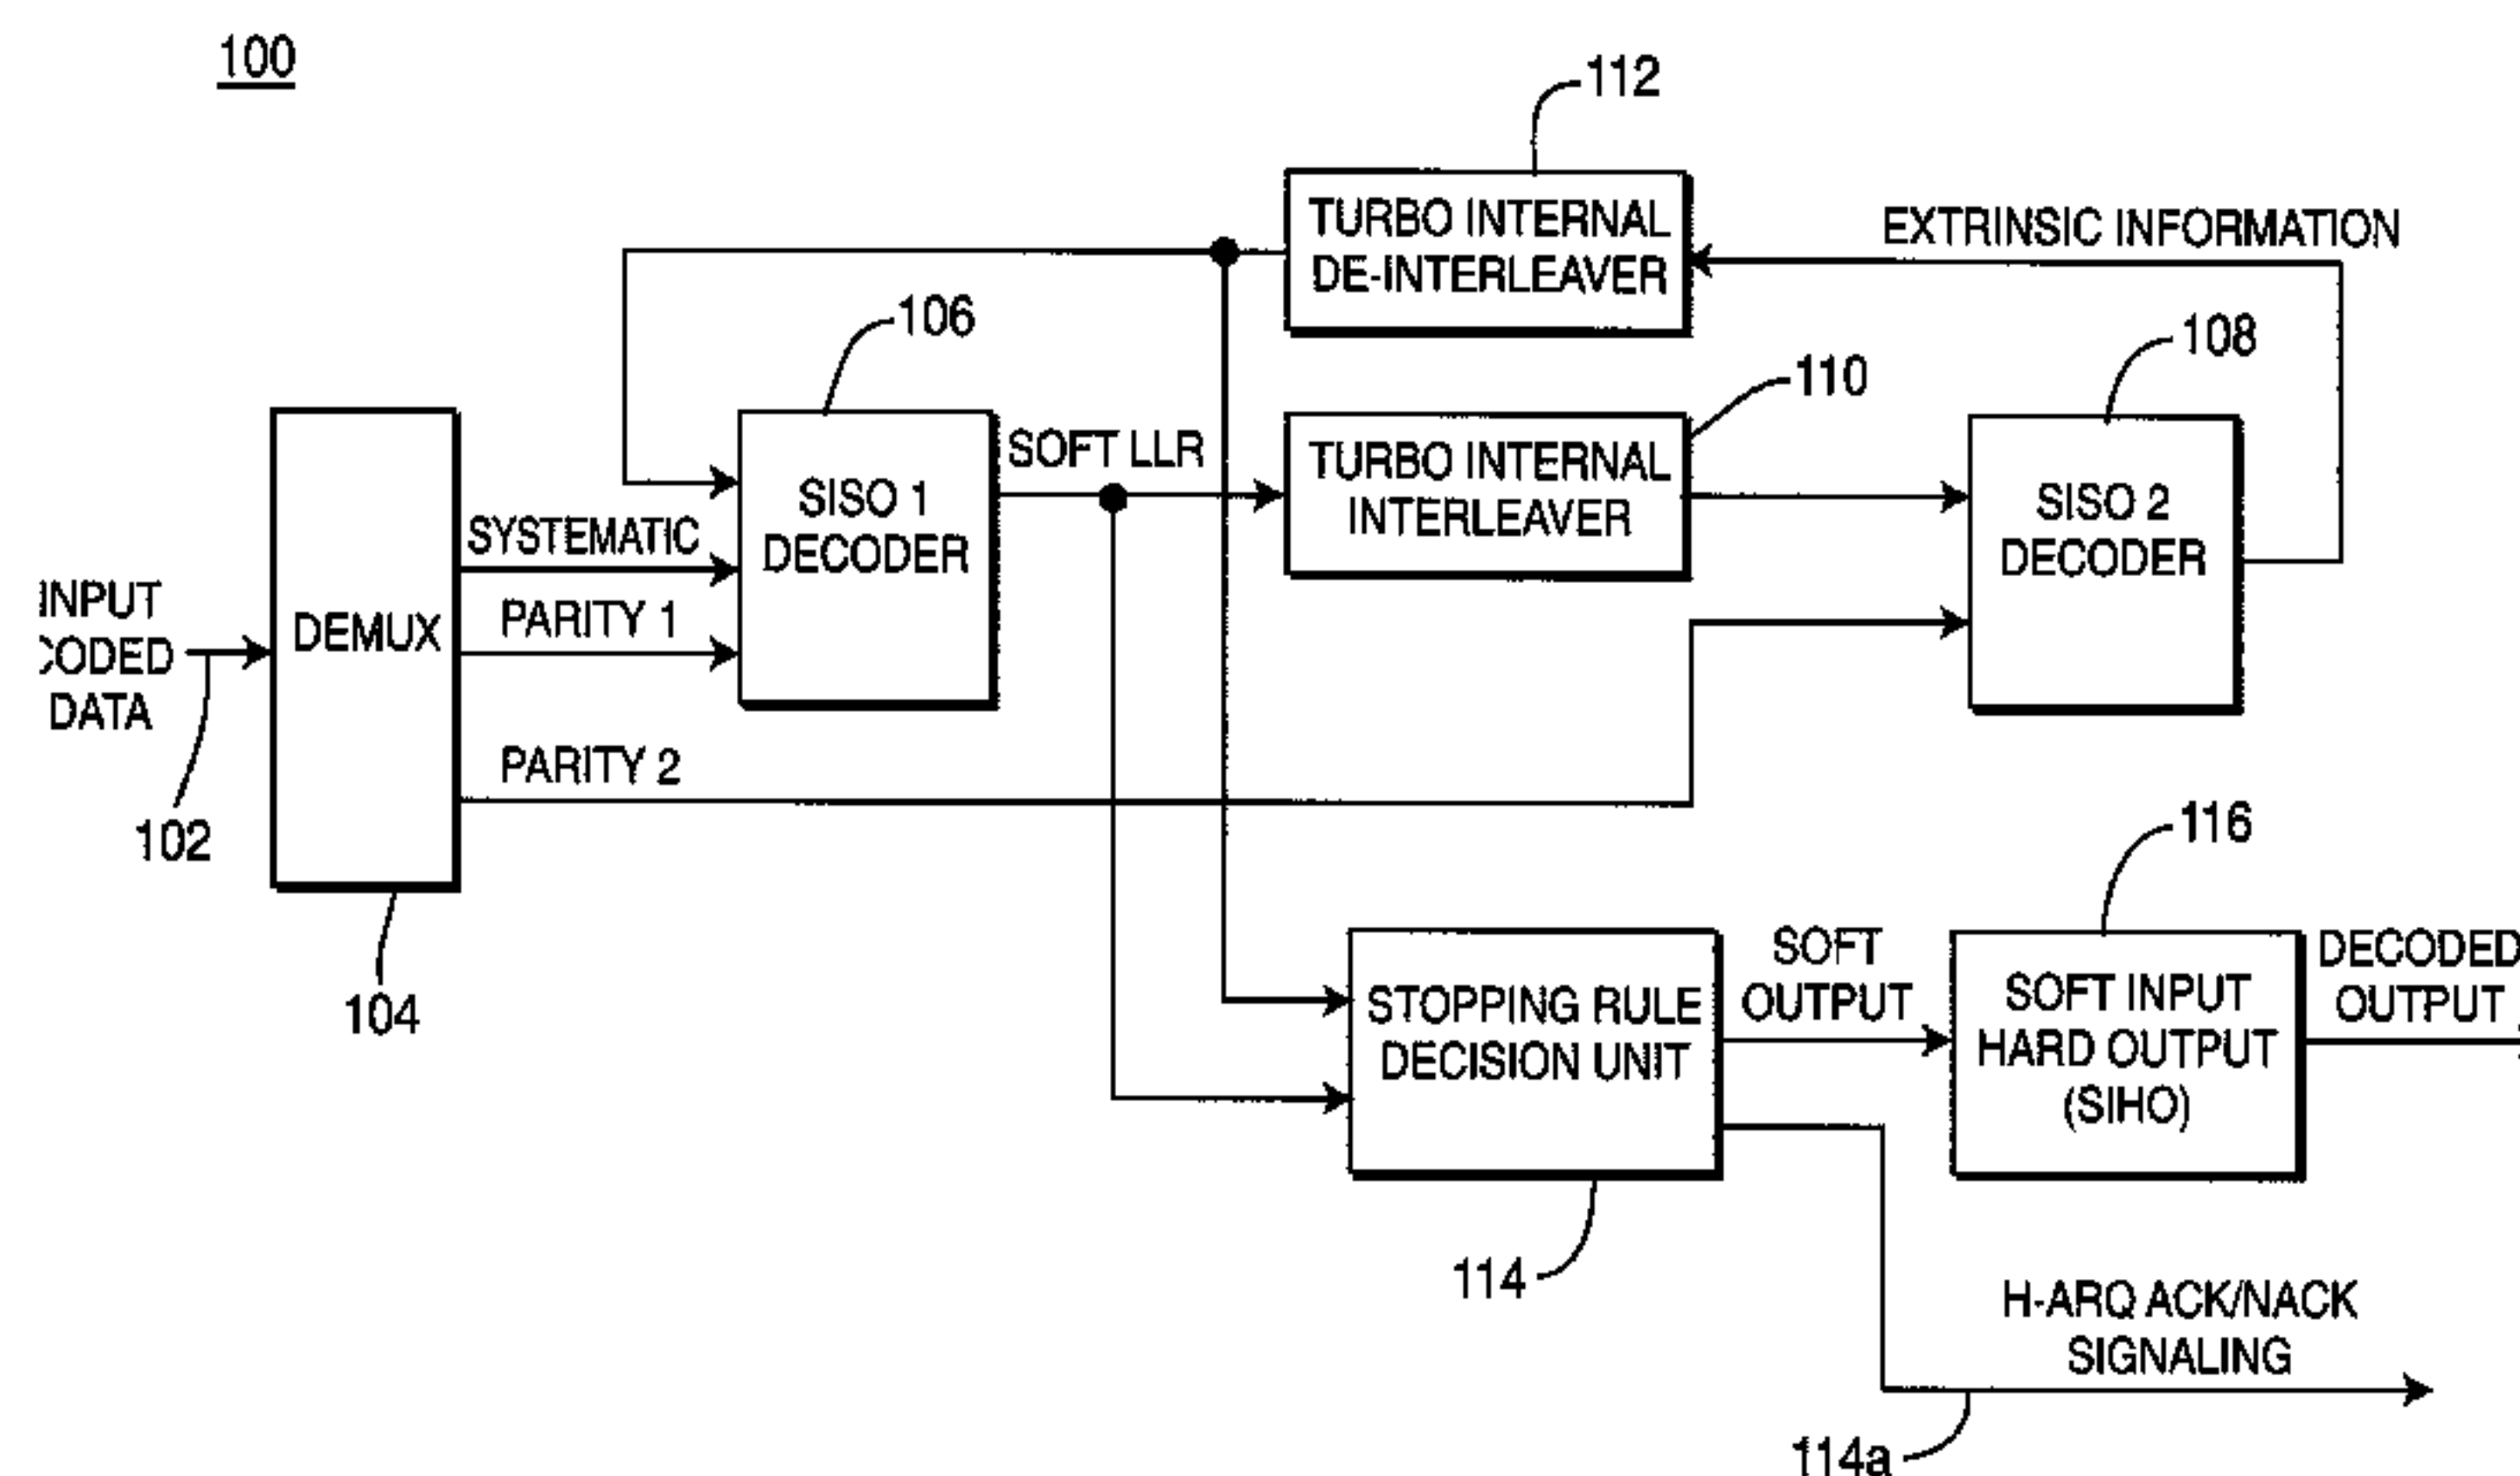 100
112
TURBO INTERNAL
DE-INTERLEAVER
EXTRINSIC INFORMATION
106
108
110
SOFT LLR
TURBO INTERNAL
INTERLEAVER
SISO 1
DECODER
SISO 2
DECODER
SYSTEMATIC
INPUT
DATA
DEMUX
PARITY 1
PARITY 2
102
104
116
STOPPING RULE
DECISION UNIT
SOFT
OUTPUT
SOFT INPUT
HARD OUTPUT
(SIHO)
DECODED
OUTPUT
114
H-ARQ ACK/NACK
SIGNALING
114a